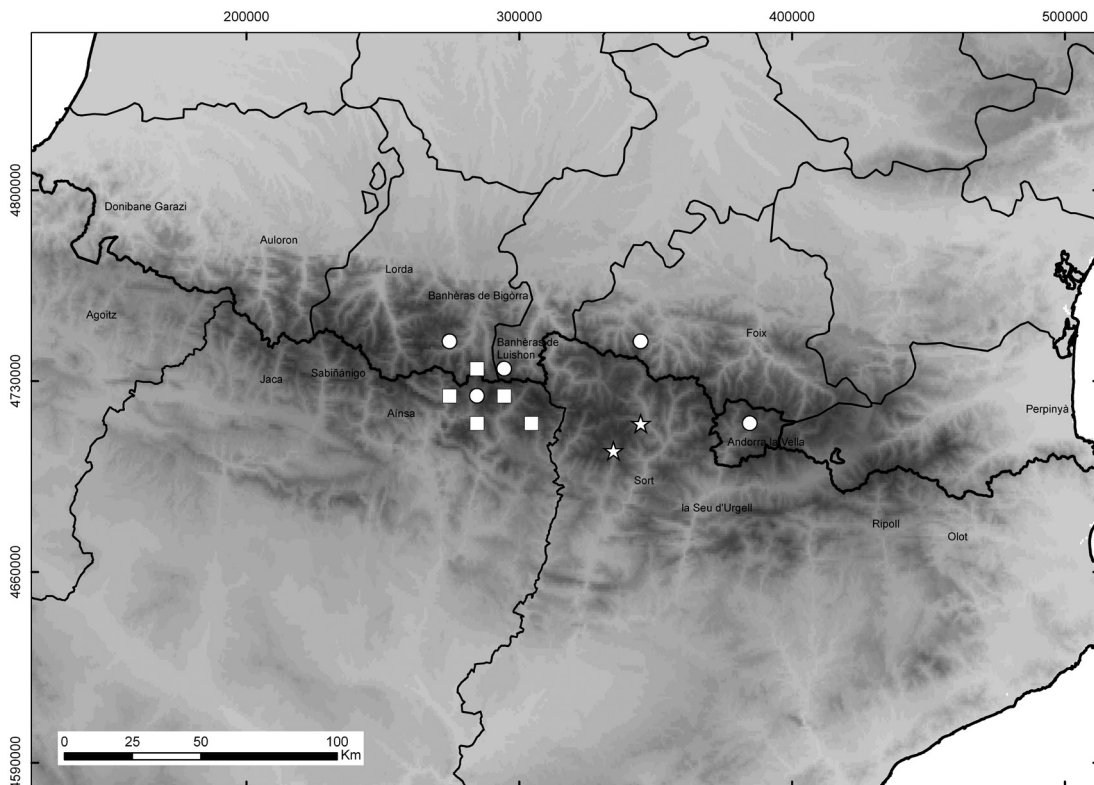 200000 300000 400000 500000
4800000
Donibane Garazi
Auloron
Lorda
Banhèras de Bigòrra
Agoitz
Foix
Banhèras de
Luishon
4730000
Jaca
Sabiñánigo
Aínsa
Perpinyà
Andorra la Vella
Sort
la Seu d'Urgell
Ripoll
Olot
4660000
0 25 50 100
Km
4590000